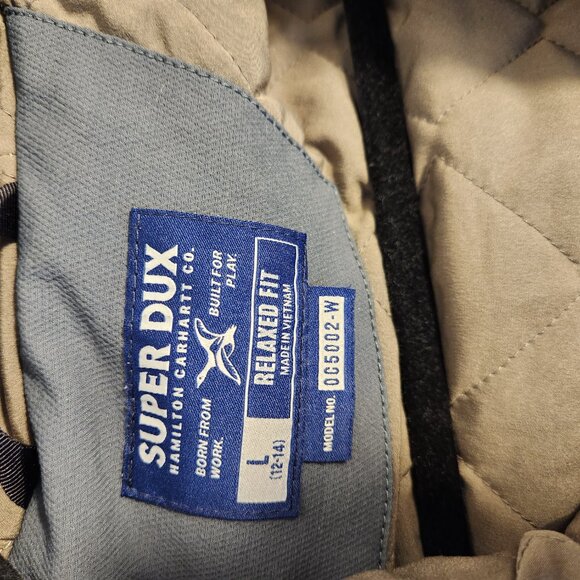 SUPER DUX
HAMILTON CARHARTT CO.
BORN FROM
WORK.
BUILT FOR
PLAY.
L
(12-14)
RELAXED FIT
MADE IN VIETNAM
MODEL NO. OC5002-W